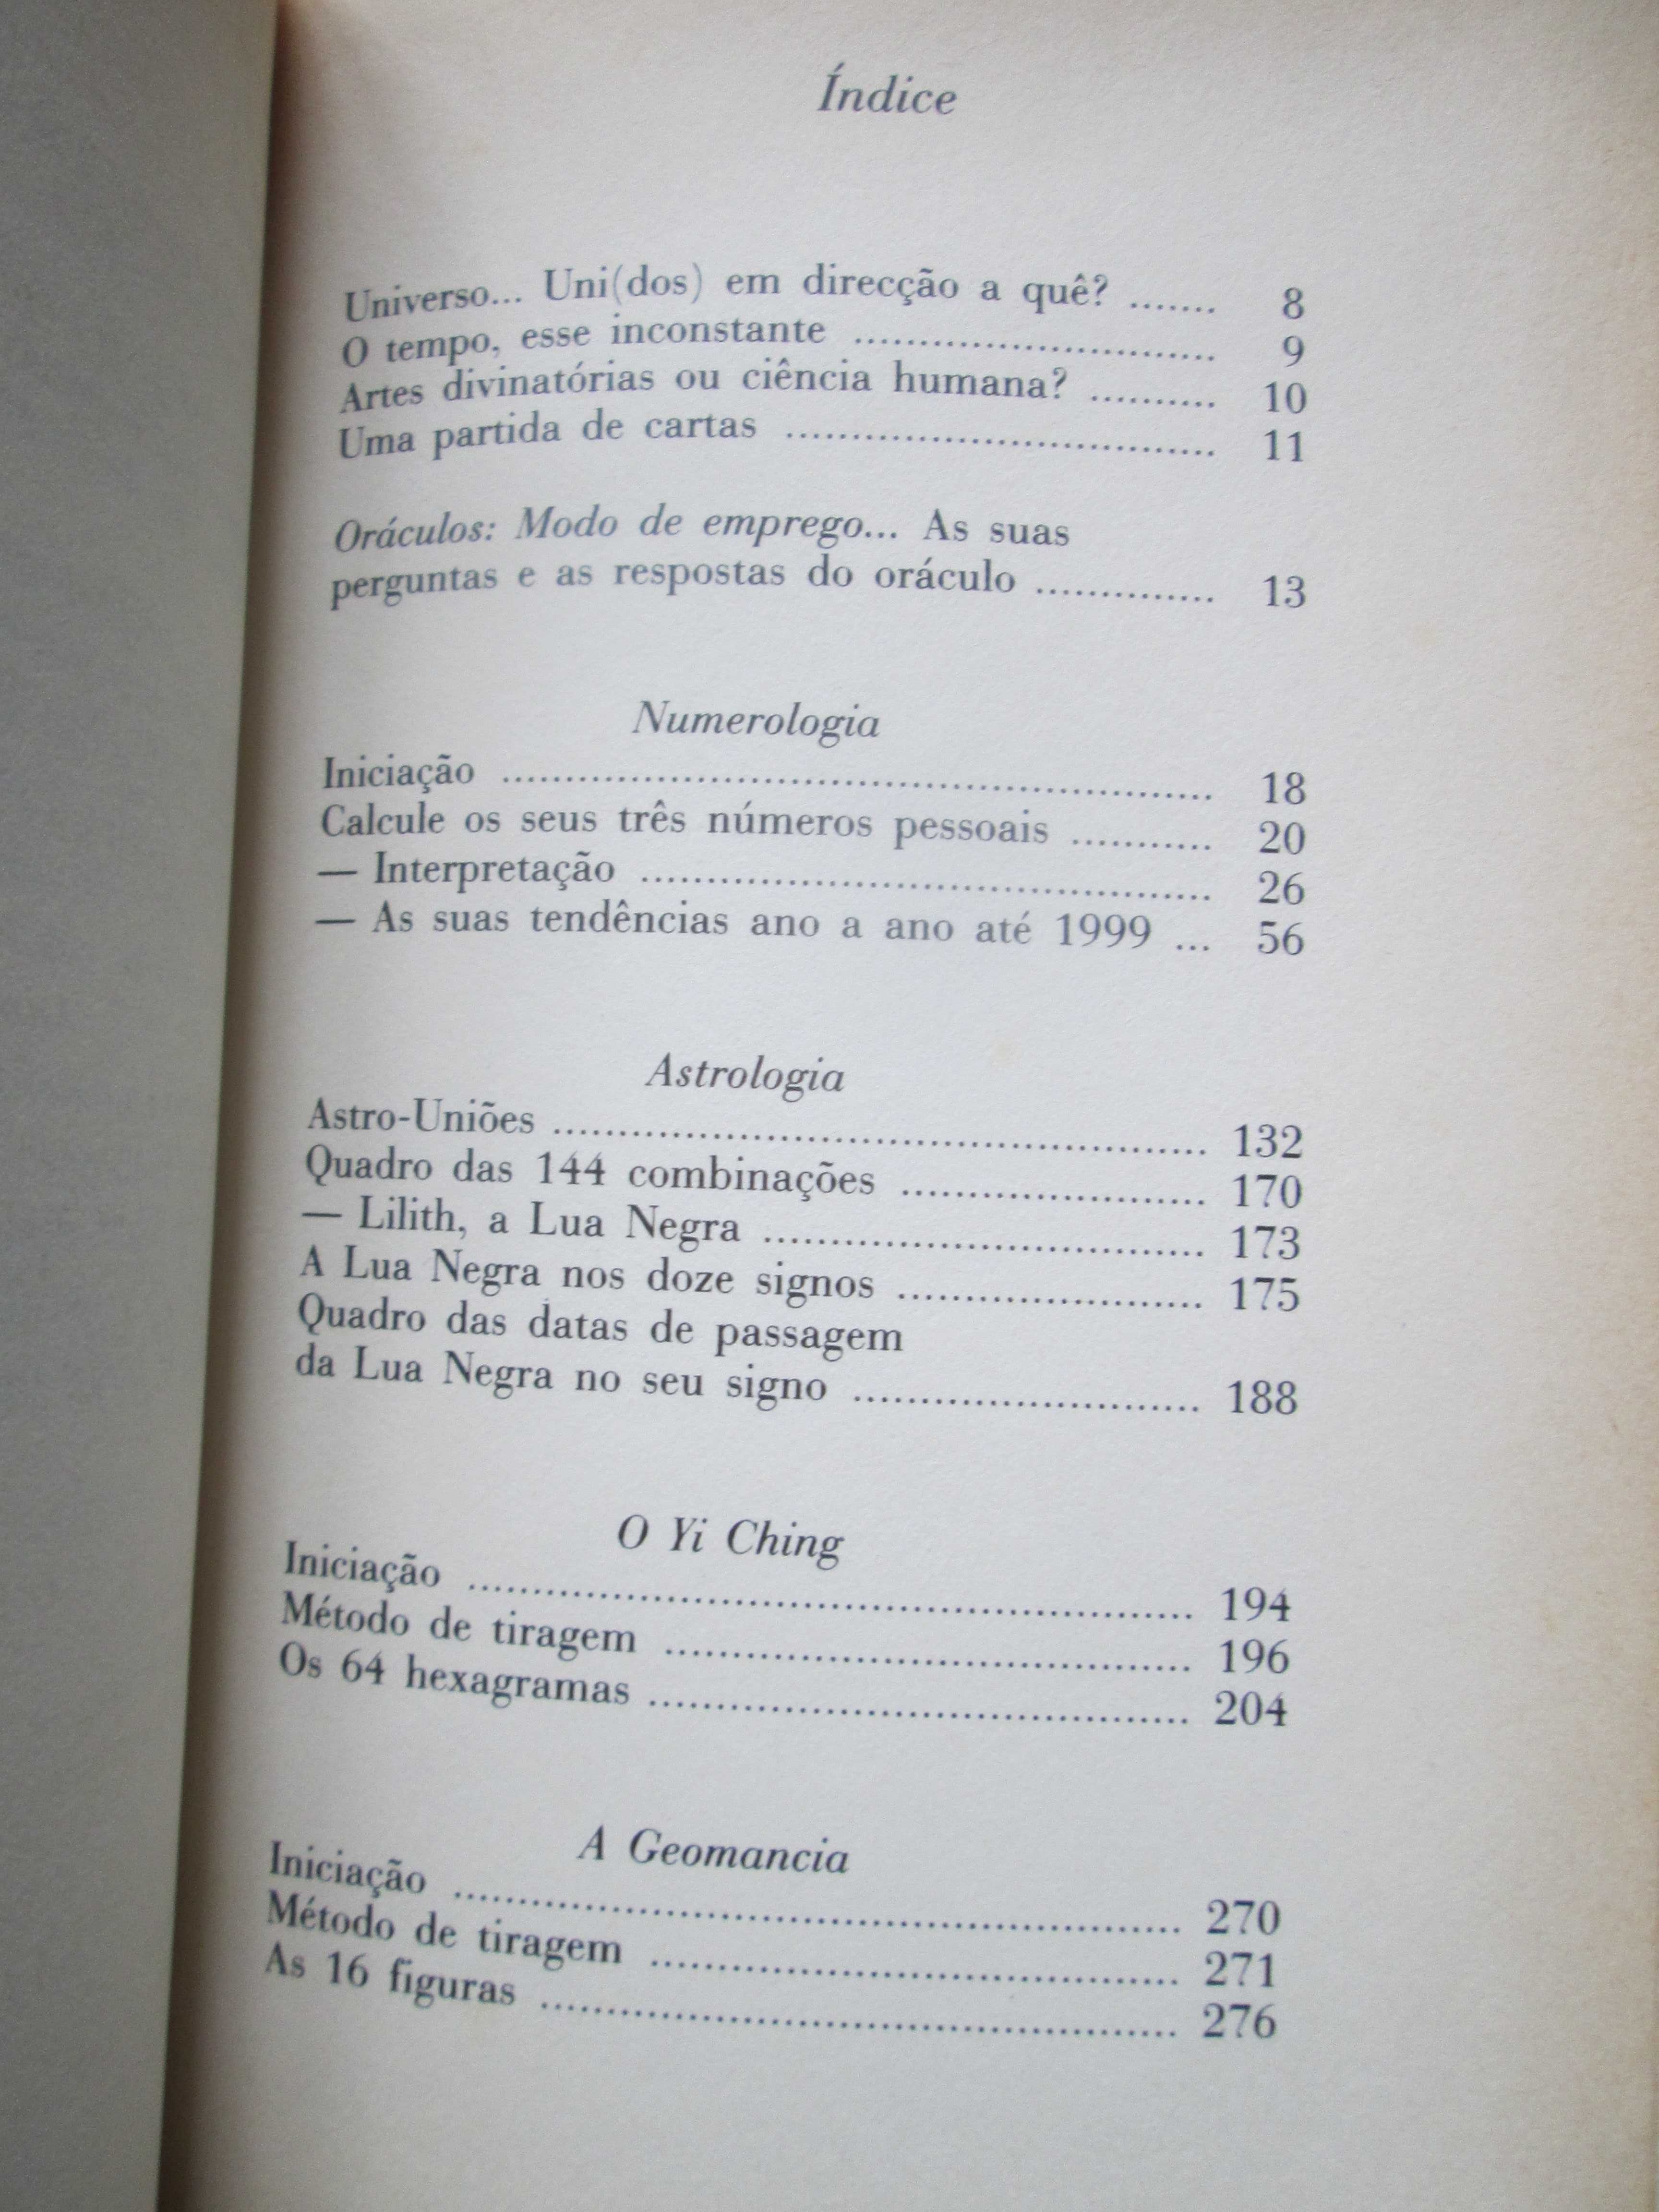 Índice
Universo... Uni(dos) em direcção a quê? ....... 8
O tempo, esse inconstante ............................ 9
Artes divinatórias ou ciência humana? .......... 10
Uma partida de cartas ................................. 11
Oráculos: Modo de emprego... As suas
perguntas e as respostas do oráculo .............. 13
Numerologia
Iniciação ...................................................... 18
Calcule os seus três números pessoais ........... 20
— Interpretação ............................................ 26
— As suas tendências ano a ano até 1999 ... 56
Astrologia
Astro-Uniões .................................................. 132
Quadro das 144 combinações ....................... 170
— Lilith, a Lua Negra .................................. 173
A Lua Negra nos doze signos ....................... 175
Quadro das datas de passagem
da Lua Negra no seu signo .......................... 188
O Yi Ching
Iniciação ....................................................... 194
Método de tiragem ........................................ 196
Os 64 hexagramas ......................................... 204
A Geomancia
Iniciação ....................................................... 270
Método de tiragem ........................................ 271
As 16 figuras ................................................ 276